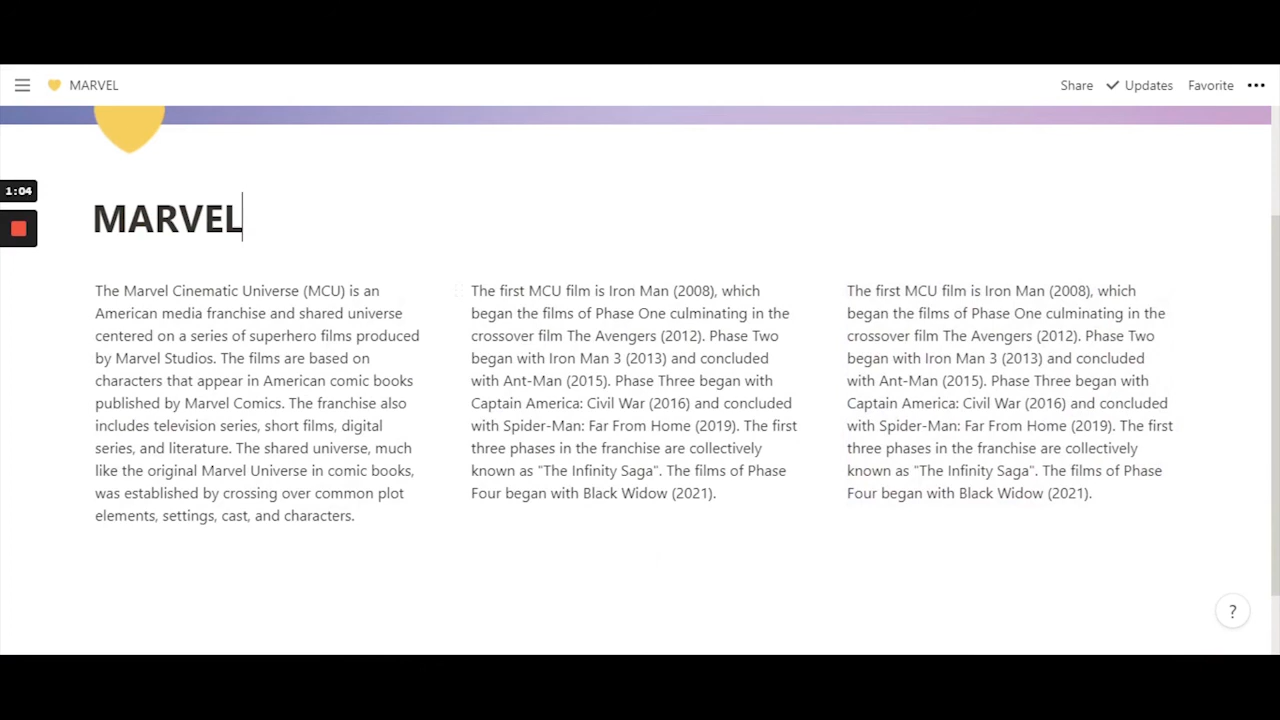 MARVEL
Share
Updates
Favorite
1:04
MARVEL
The Marvel Cinematic Universe (MCU) is an
American media franchise and shared universe
centered on a series of superhero films produced
by Marvel Studios. The films are based on
characters that appear in American comic books
published by Marvel Comics. The franchise also
includes television series, short films, digital
series, and literature. The shared universe, much
like the original Marvel Universe in comic books,
was established by crossing over common plot
elements, settings, cast, and characters.
The first MCU film is Iron Man (2008), which
began the films of Phase One culminating in the
crossover film The Avengers (2012). Phase Two
began with Iron Man 3 (2013) and concluded
with Ant-Man (2015). Phase Three began with
Captain America: Civil War (2016) and concluded
with Spider-Man: Far From Home (2019). The first
three phases in the franchise are collectively
known as "The Infinity Saga". The films of Phase
Four began with Black Widow (2021).
The first MCU film is Iron Man (2008), which
began the films of Phase One culminating in the
crossover film The Avengers (2012). Phase Two
began with Iron Man 3 (2013) and concluded
with Ant-Man (2015). Phase Three began with
Captain America: Civil War (2016) and concluded
with Spider-Man: Far From Home (2019). The first
three phases in the franchise are collectively
known as "The Infinity Saga". The films of Phase
Four began with Black Widow (2021).
?